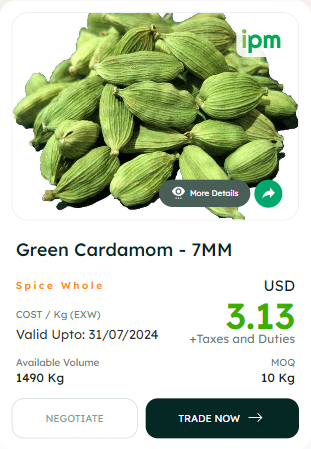 ipm
More Details
Green Cardamom - 7MM
Spice Whole
USD
COST / Kg (EXW)
3.13
Valid Upto: 31/07/2024
+Taxes and Duties
Available Volume
MOQ
1490 Kg
10 Kg
NEGOTIATE
TRADE NOW